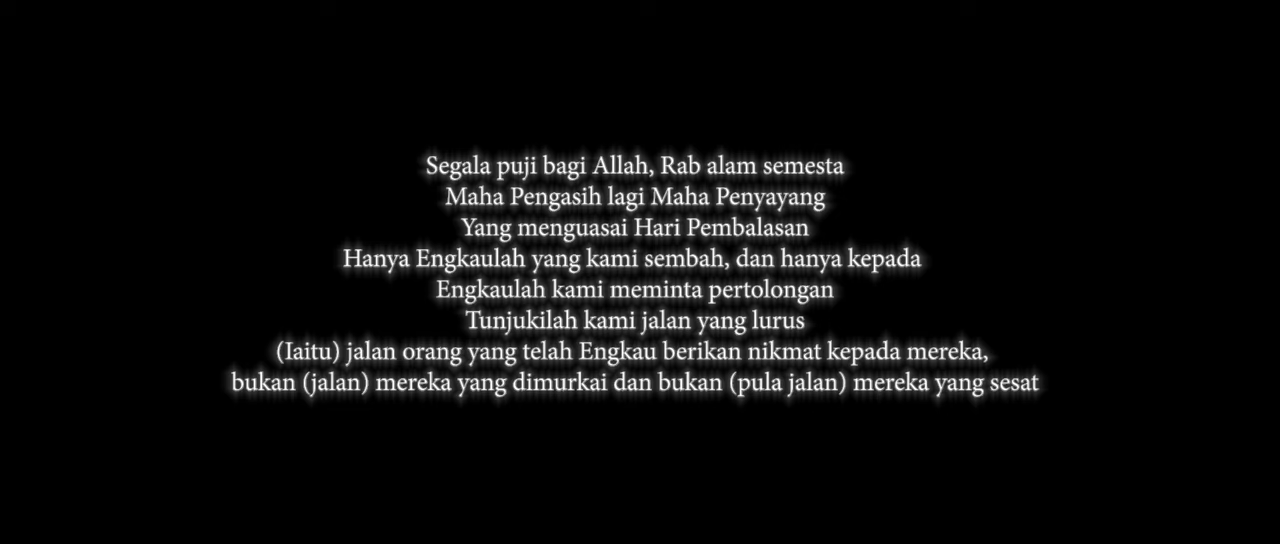 Segala puji bagi Allah, Rab alam semesta
Maha Pengasih lagi Maha Penyayang
Yang menguasai Hari Pembalasan
Hanya Engkaulah yang kami sembah, dan hanya kepada
Engkaulah kami meminta pertolongan
Tunjukilah kami jalan yang lurus
(Iaitu) jalan orang yang telah Engkau berikan nikmat kepada mereka,
bukan (jalan) mereka yang dimurkai dan bukan (pula jalan) mereka yang sesat